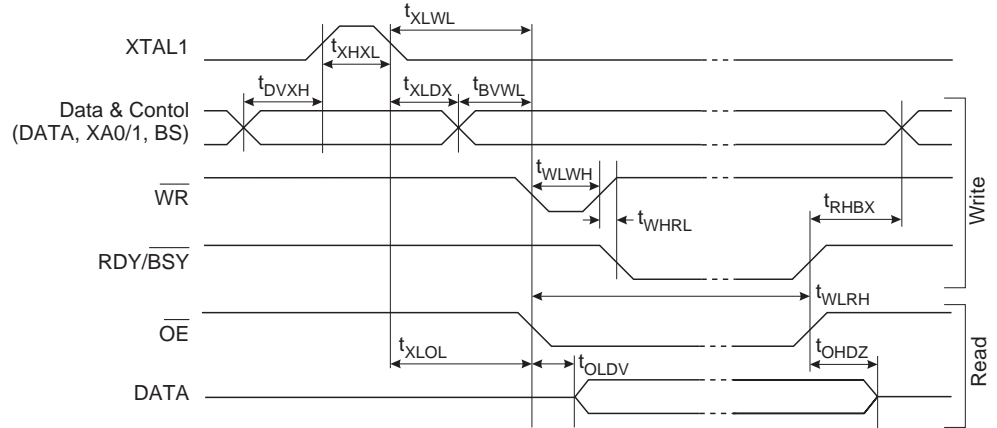 t_XLWL
XTAL1
t_XHXL
t_DVXH
t_XLDX
t_BVWL
Data & Contol
(DATA, XA0/1, BS)
t_WLWH
WR
t_RHBX
t_WHRL
Write
RDY/BSY
t_WLRH
OE
t_XLOL
t_OHDZ
t_OLDV
Read
DATA